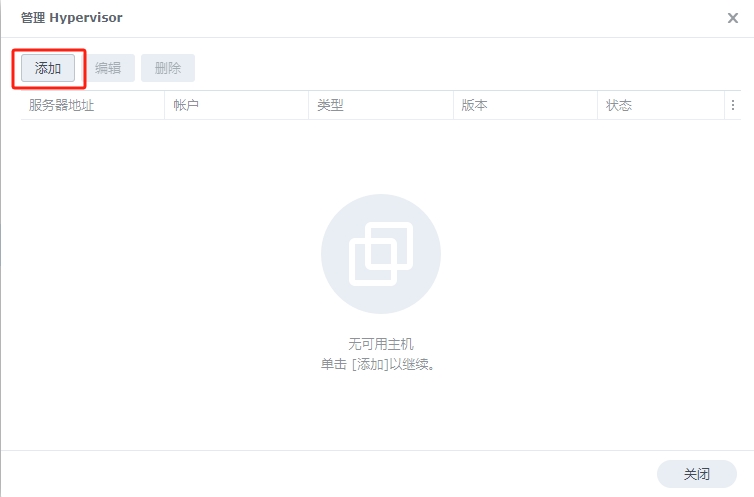 管理 Hypervisor
添加 编辑 删除
服务器地址 帐户 类型 版本 状态
无可用主机
单击 [添加]以继续。
关闭